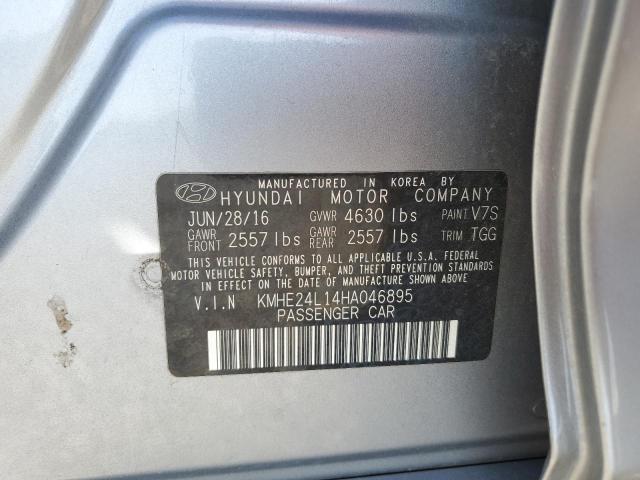 MANUFACTURED IN KOREA BY
HYUNDAI MOTOR COMPANY
JUN/28/16 GVWR 4630 lbs PAINT V7S
GAWR FRONT 2557 lbs GAWR REAR 2557 lbs TRIM TGG
THIS VEHICLE CONFORMS TO ALL APPLICABLE U.S.A. FEDERAL
MOTOR VEHICLE SAFETY, BUMPER, AND THEFT PREVENTION STANDARDS
IN EFFECT ON THE DATE OF MANUFACTURE SHOWN ABOVE.
V.I.N KMHE24L14HA046895
PASSENGER CAR